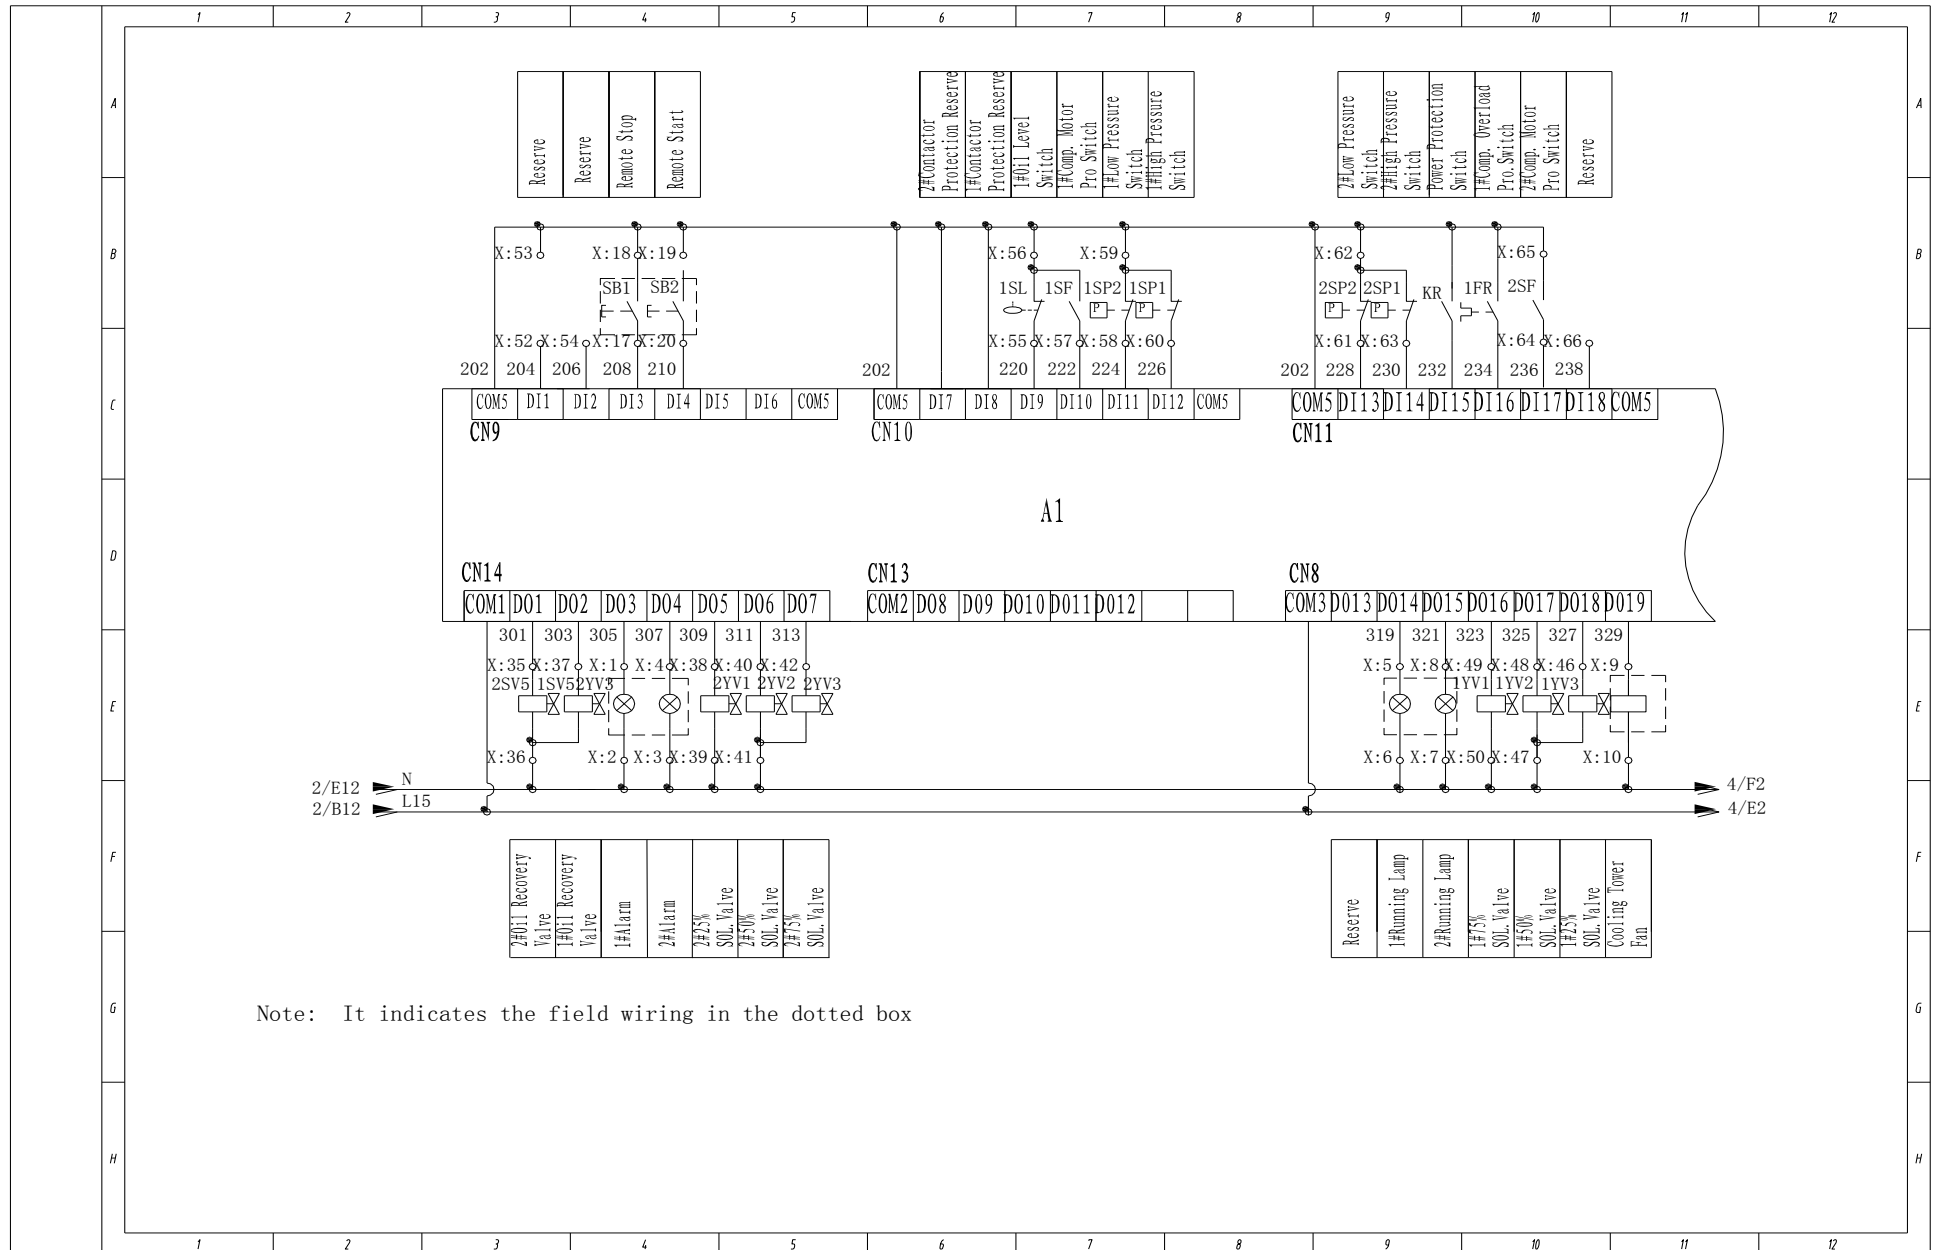 1 2 3 4 5 6 7 8 9 10 11 12
A A
Reserve
Reserve
Remote Stop
Remote Start
2#Contactor
Protection Reserve
1#Contactor
Protection Reserve
1#Oil Level
Switch
1#Comp. Motor
Pro Switch
1#Low Pressure
Switch
1#High Pressure
Switch
2#Low Pressure
Switch
2#High Pressure
Switch
Power Protection
Switch
1#Comp. Overload
Pro. Switch
2#Comp. Motor
Pro Switch
Reserve
B B
X:53 X:18 X:19 X:56 X:59 X:62 X:65
SB1 SB2 1SL 1SF 1SP2 1SP1 2SP2 2SP1 KR 1FR 2SF
P P P P
X:52 X:54 X:17 X:20 X:55 X:57 X:58 X:60 X:61 X:63 X:64 X:66
202 204 206 208 210 202 220 222 224 226 202 228 230 232 234 236 238
C C
COM5 DI1 DI2 DI3 DI4 DI5 DI6 COM5 COM5 DI7 DI8 DI9 DI10 DI11 DI12 COM5 COM5 DI13 DI14 DI15 DI16 DI17 DI18 COM5
CN9 CN10 CN11
A1
D D
CN14 CN13 CN8
COM1 DO1 DO2 DO3 DO4 DO5 DO6 DO7 COM2 DO8 DO9 DO10 DO11 DO12 COM3 DO13 DO14 DO15 DO16 DO17 DO18 DO19
301 303 305 307 309 311 313 319 321 323 325 327 329
X:35 X:37 X:1 X:4 X:38 X:40 X:42 X:5 X:8 X:49 X:48 X:46 X:9
2SV5 1SV5 2YV3 2YV1 2YV2 2YV3 1YV1 1YV2 1YV3
E E
X:36 X:2 X:3 X:39 X:41 X:6 X:7 X:50 X:47 X:10
2/E12 N 4/F2
2/B12 L15 4/E2
F F
2#Oil Recovery
Valve
1#Oil Recovery
Valve
1#Alarm
2#Alarm
2#25%
SOL.Valve
2#50%
SOL.Valve
2#75%
SOL.Valve
Reserve
1#Running Lamp
2#Running Lamp
1#75%
SOL.Valve
1#50%
SOL.Valve
1#25%
SOL.Valve
Cooling Tower
Fan
G G
Note: It indicates the field wiring in the dotted box
H H
1 2 3 4 5 6 7 8 9 10 11 12